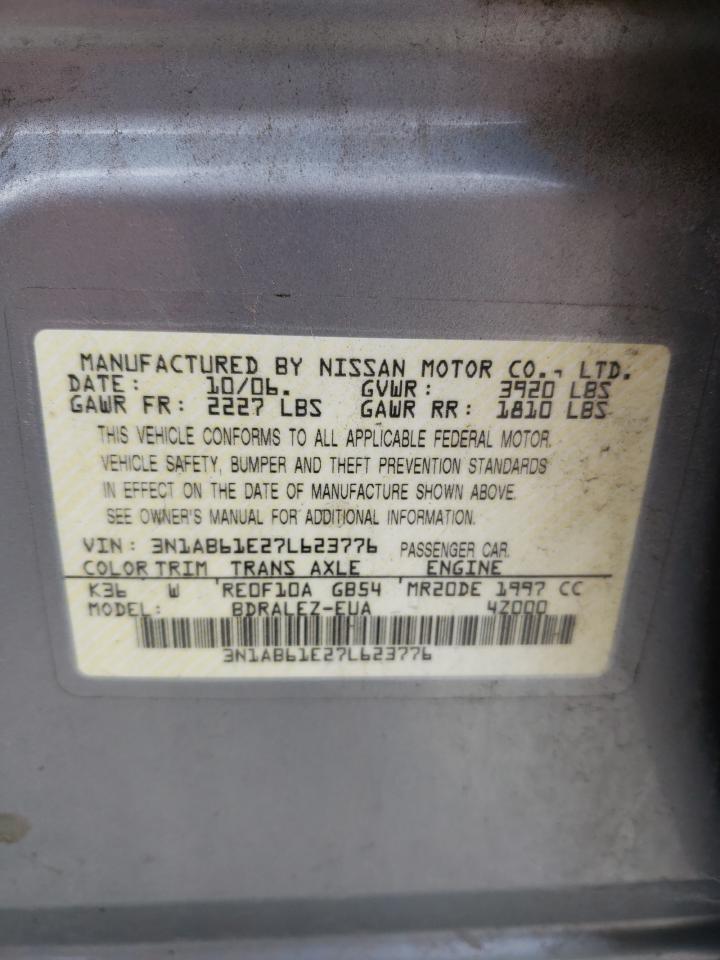 MANUFACTURED BY NISSAN MOTOR CO., LTD.
DATE: 10/06. GVWR: 3920 LBS
GAWR FR: 2227 LBS GAWR RR: 1810 LBS
THIS VEHICLE CONFORMS TO ALL APPLICABLE FEDERAL MOTOR
VEHICLE SAFETY, BUMPER AND THEFT PREVENTION STANDARDS
IN EFFECT ON THE DATE OF MANUFACTURE SHOWN ABOVE.
SEE OWNER'S MANUAL FOR ADDITIONAL INFORMATION.
VIN: 3N1AB61E27L623776 PASSENGER CAR
COLOR TRIM TRANS AXLE ENGINE
K36 W RE0F10A GB54 MR20DE 1997 CC
MODEL: BDRALEZ-EUA 4Z000
3N1AB61E27L623776